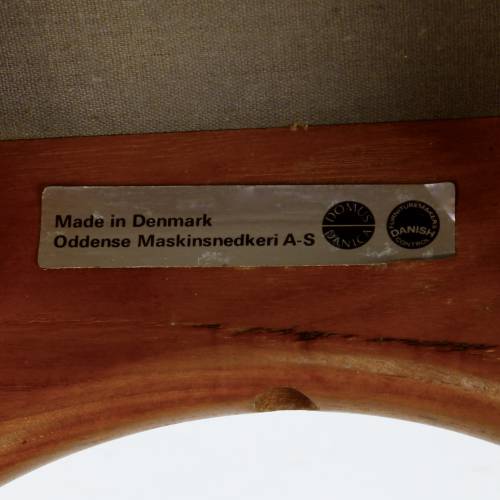 Made in Denmark
Oddense Maskinsnedkeri A-S
DOMUS
DANICA
FURNITUREMAKERS
DANISH
CONTROL